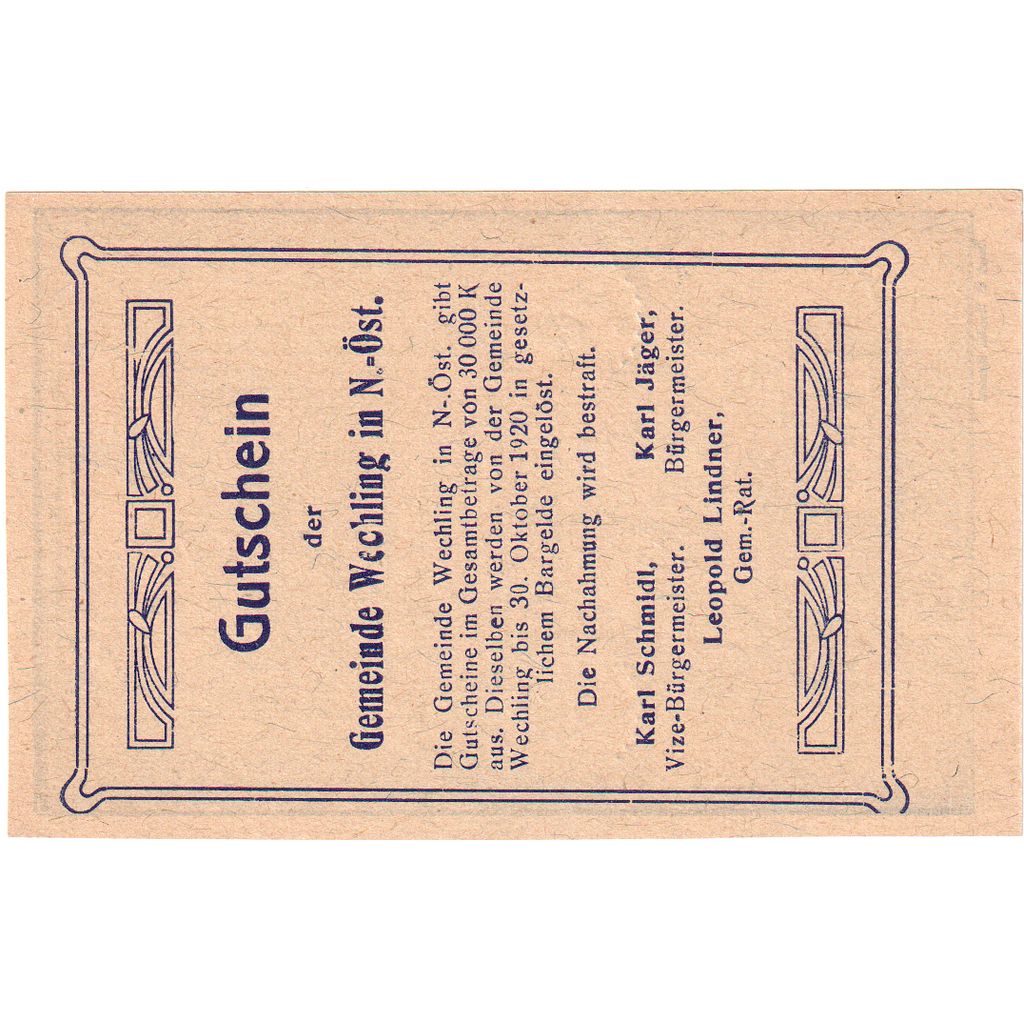 Gutschein
der
Gemeinde Wechling in N.-Öst.
Die Gemeinde Wechling in N-.Öst. gibt
Gutscheine im Gesamtbetrage von 30 000 K
aus. Dieselben werden von der Gemeinde
Wechling bis 30. Oktober 1920 in gesetz-
lichem Bargelde eingelöst.
Die Nachahmung wird bestraft.
Karl Schmidl, Karl Jäger,
Vize-Bürgermeister. Bürgermeister.
Leopold Lindner,
Gem.-Rat.